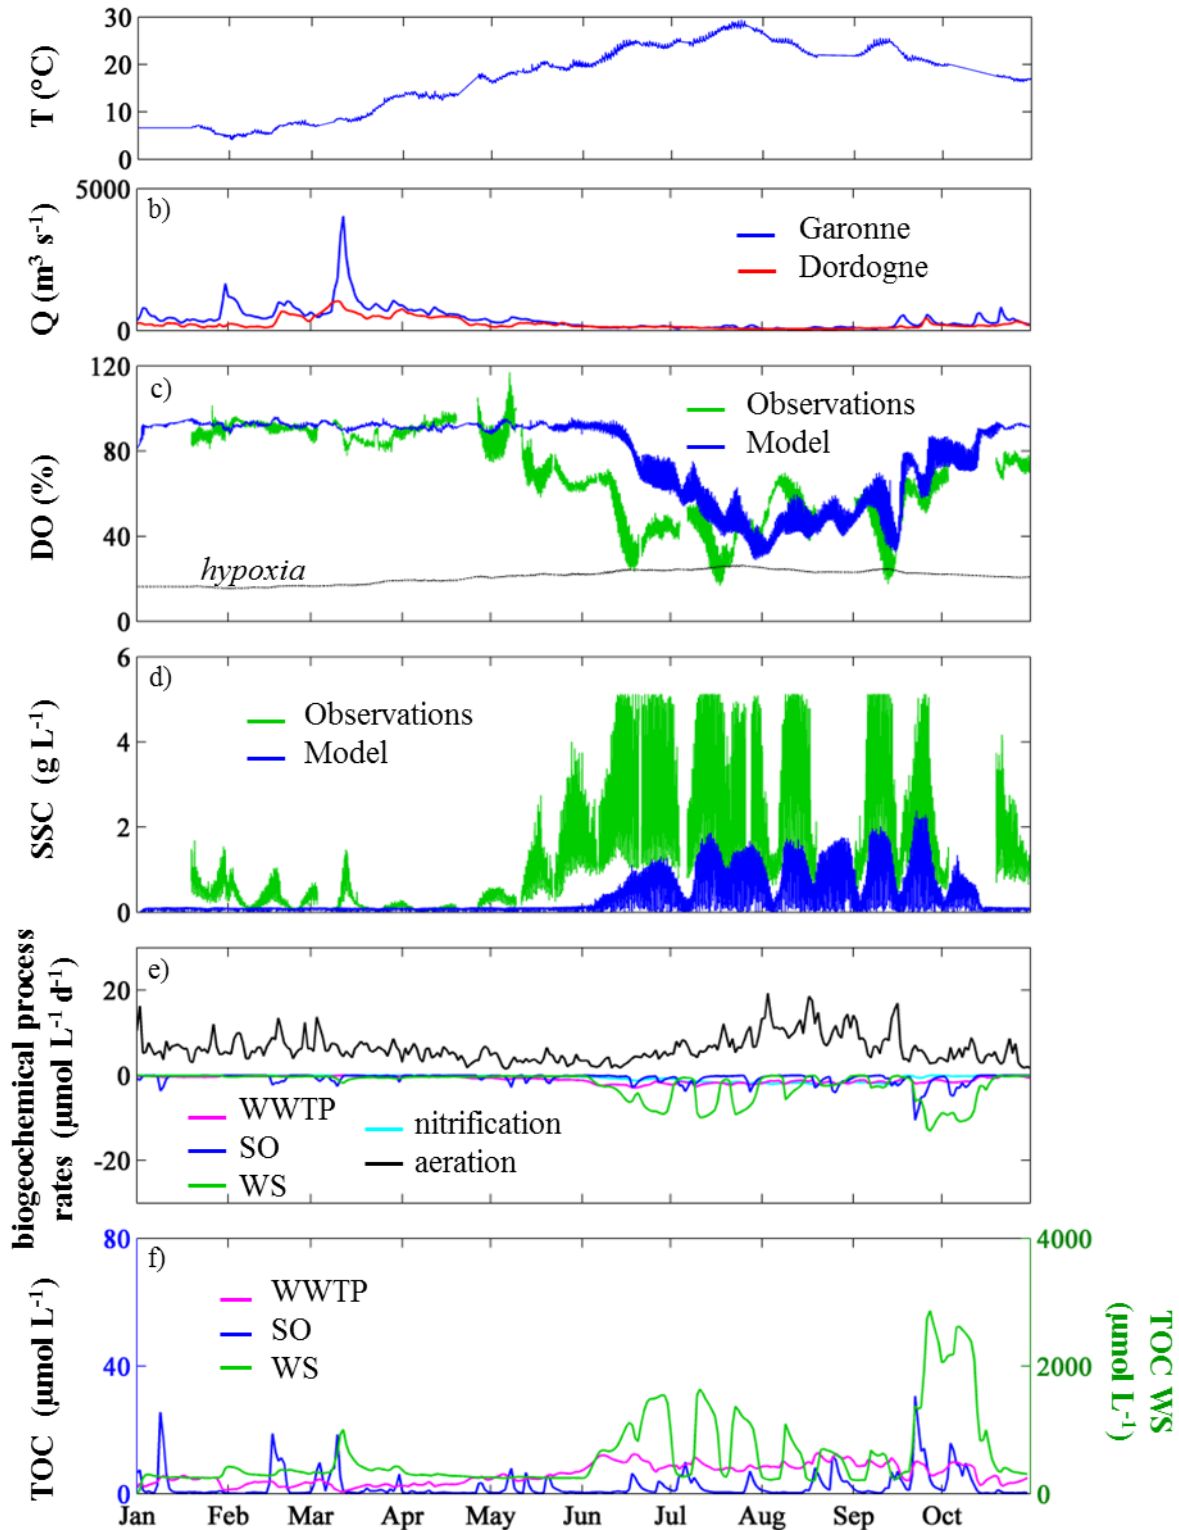 T (°C)
30
20
10
0
Q (m³ s⁻¹)
5000
0
b)
Garonne
Dordogne
DO (%)
120
80
40
0
c)
Observations
Model
hypoxia
SSC (g L⁻¹)
6
4
2
0
d)
Observations
Model
biogeochemical process
rates (µmol L⁻¹ d⁻¹)
20
0
-20
e)
WWTP
SO
WS
nitrification
aeration
TOC (µmol L⁻¹)
80
40
0
f)
WWTP
SO
WS
4000
2000
0
TOC WS
(µmol L⁻¹)
Jan Feb Mar Apr May Jun Jul Aug Sep Oct